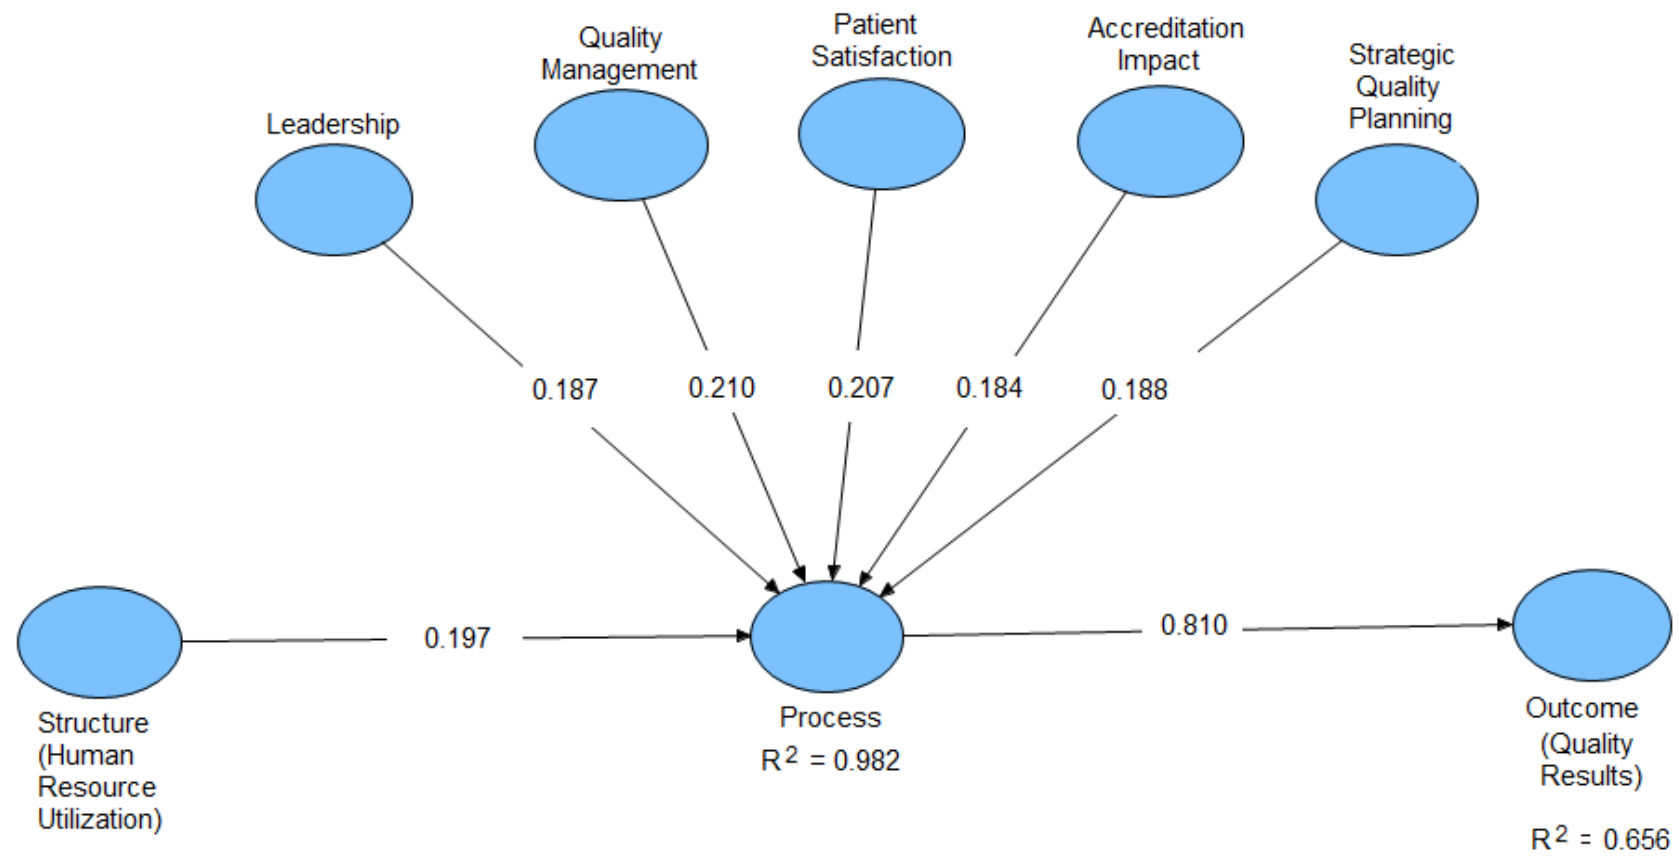 Leadership
Quality
Management
Patient
Satisfaction
Accreditation
Impact
Strategic
Quality
Planning
0.187
0.210
0.207
0.184
0.188
0.197
0.810
Structure
(Human
Resource
Utilization)
Process
R² = 0.982
Outcome
(Quality
Results)
R² = 0.656